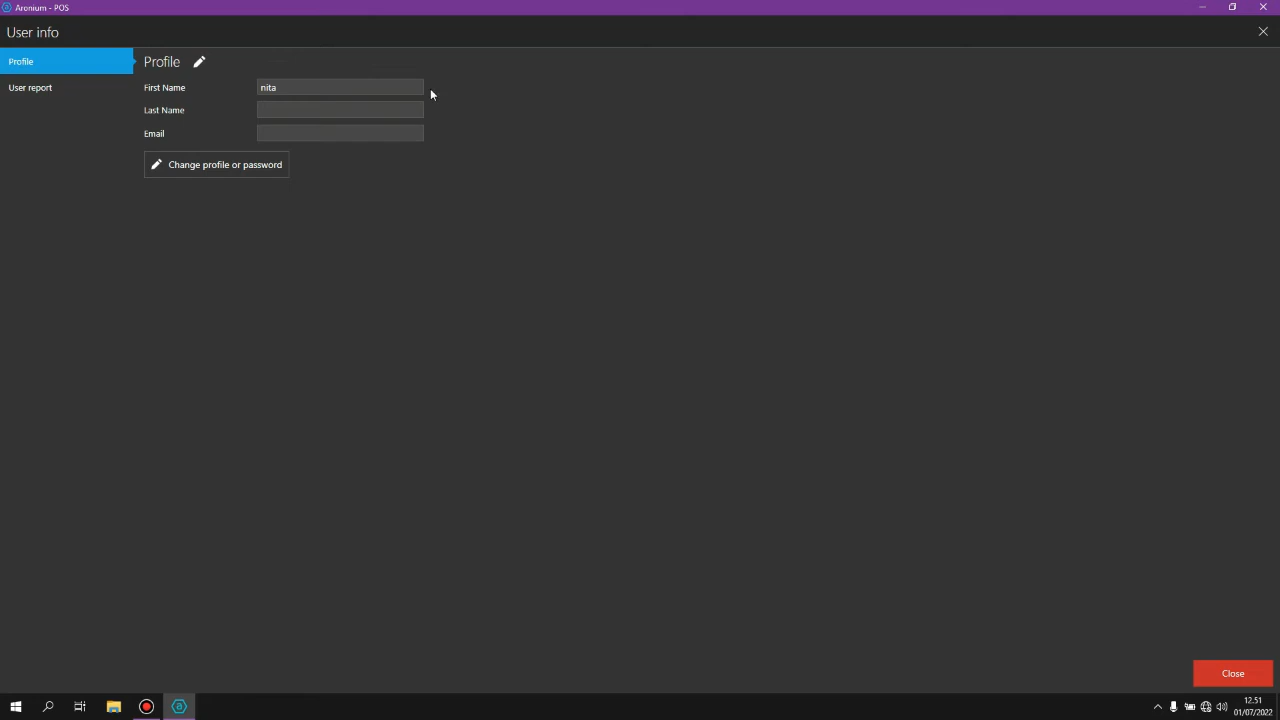 Aronium - POS
User info
Profile
User report
Profile
First Name
nita
Last Name
Email
Change profile or password
Close
12.51
01/07/2022